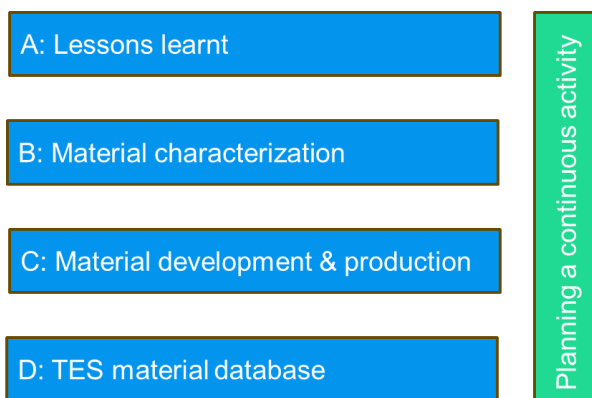 A: Lessons learnt
B: Material characterization
C: Material development & production
D: TES material database
Planning a continuous activity